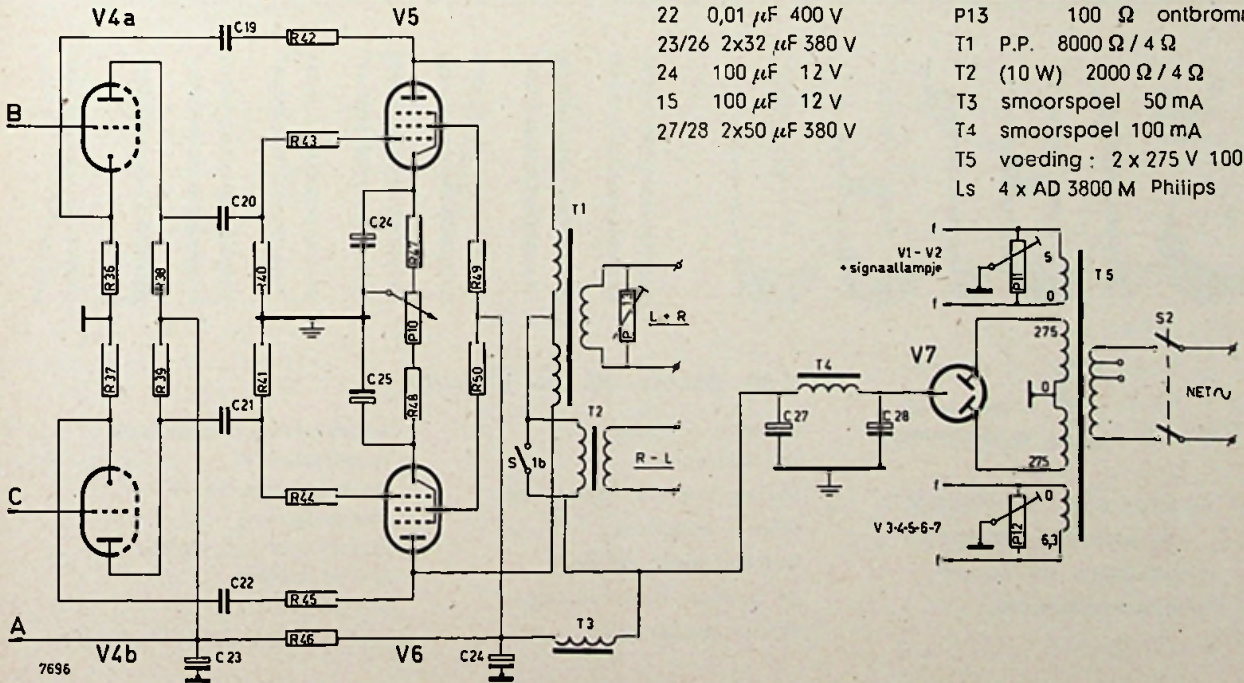 22 0,01 µF 400 V
23/26 2x32 µF 380 V
24 100 µF 12 V
15 100 µF 12 V
27/28 2x50 µF 380 V
P13 100 Ω ontbrom
T1 P.P. 8000 Ω / 4 Ω
T2 (10 W) 2000 Ω / 4 Ω
T3 smoorspoel 50 mA
T4 smoorspoel 100 mA
T5 voeding : 2 x 275 V 100
Ls 4 x AD 3800 M Philips
V4a
V5
C19
R42
B
R43
C20
C24
R47
T1
R36
R38
R40
R49
P10
P
L + R
R37
R39
R41
C25
R48
R50
C21
T2
S 1b
R - L
C
R44
C22
R45
A
R46
T3
V4b
C23
V6
C24
7696
f
V1 - V2
+ signaallampje
P11
5
0
f
T5
275
V7
0
S2
T4
C27
C28
NET∿
275
f
0
V 3-4-5-6-7
P12
6,3
f